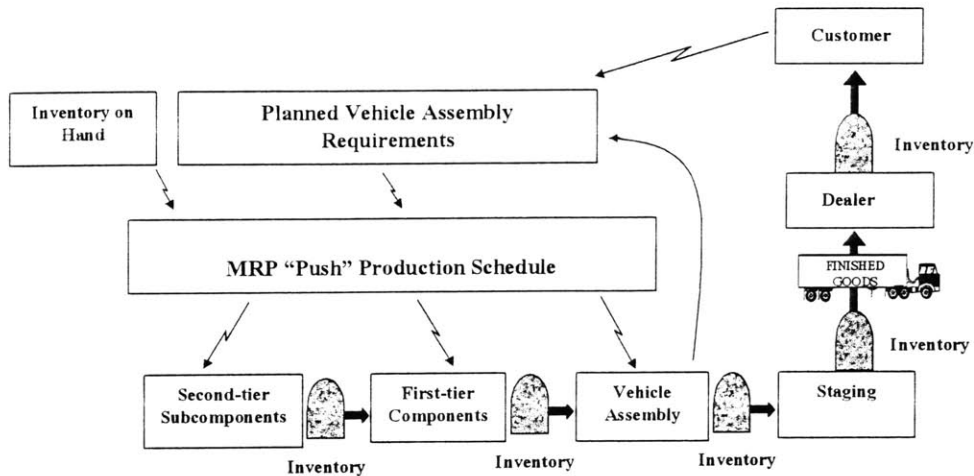 Customer
Inventory on
Hand
Planned Vehicle Assembly
Requirements
Inventory
Dealer
MRP “Push” Production Schedule
FINISHED
GOODS
Inventory
Second-tier
Subcomponents
First-tier
Components
Vehicle
Assembly
Staging
Inventory
Inventory
Inventory